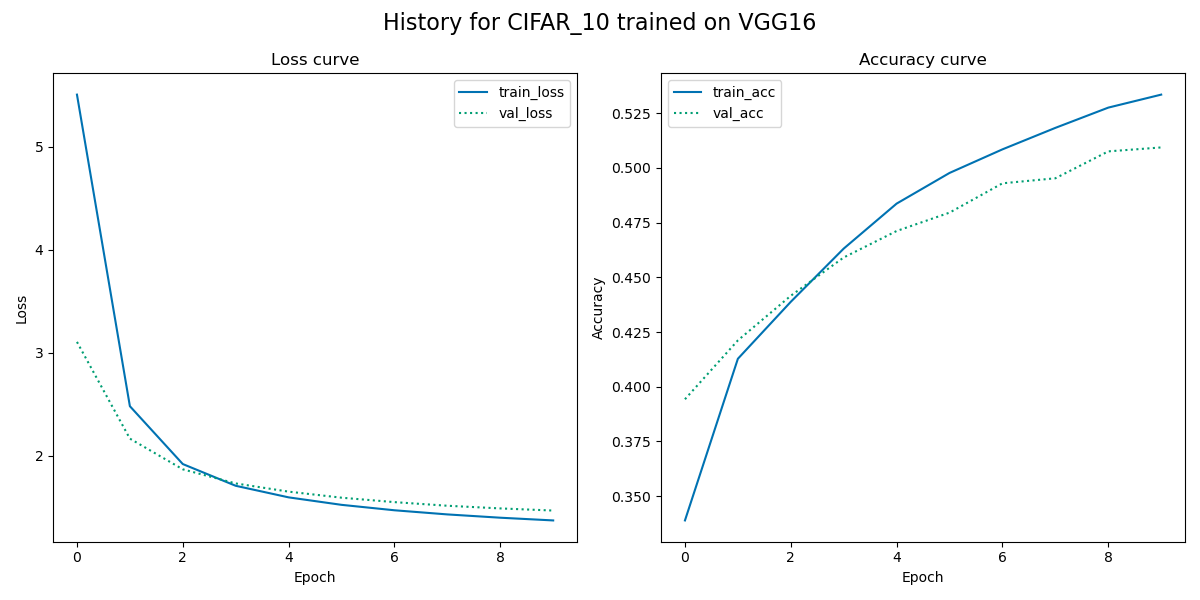 History for CIFAR_10 trained on VGG16
Loss curve
train_loss
val_loss
5
4
3
2
Loss
0 2 4 6 8
Epoch
Accuracy curve
train_acc
val_acc
0.525
0.500
0.475
0.450
0.425
0.400
0.375
0.350
Accuracy
0 2 4 6 8
Epoch